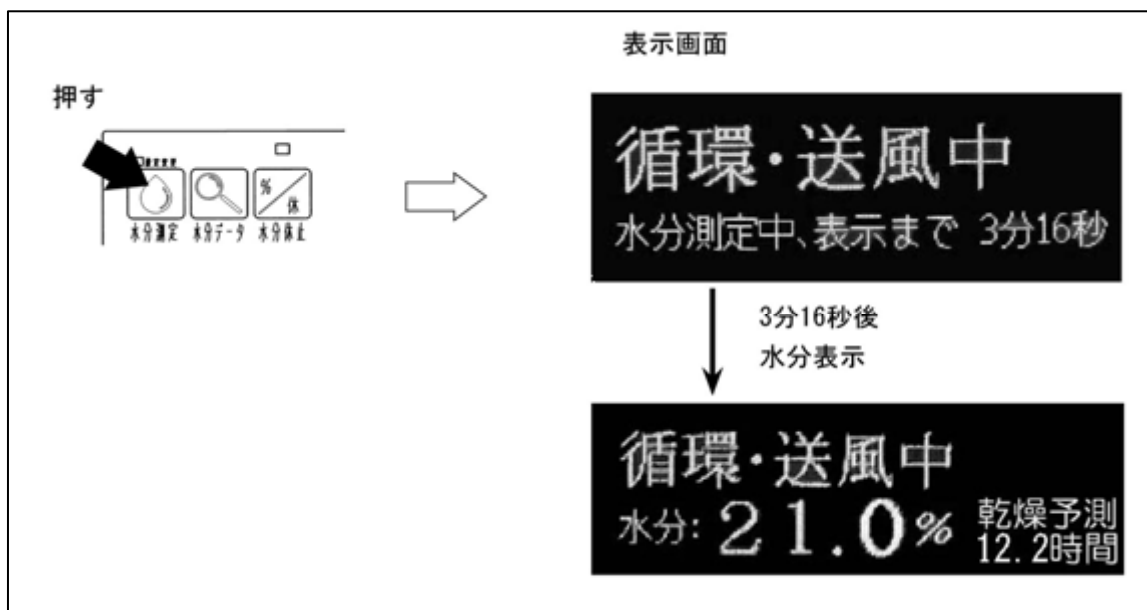 表示画面
押す
% 休
水分測定 水分データ 水分休止
循環・送風中
水分測定中、表示まで 3分16秒
3分16秒後
水分表示
循環・送風中
水分: 21.0% 乾燥予測
12.2時間